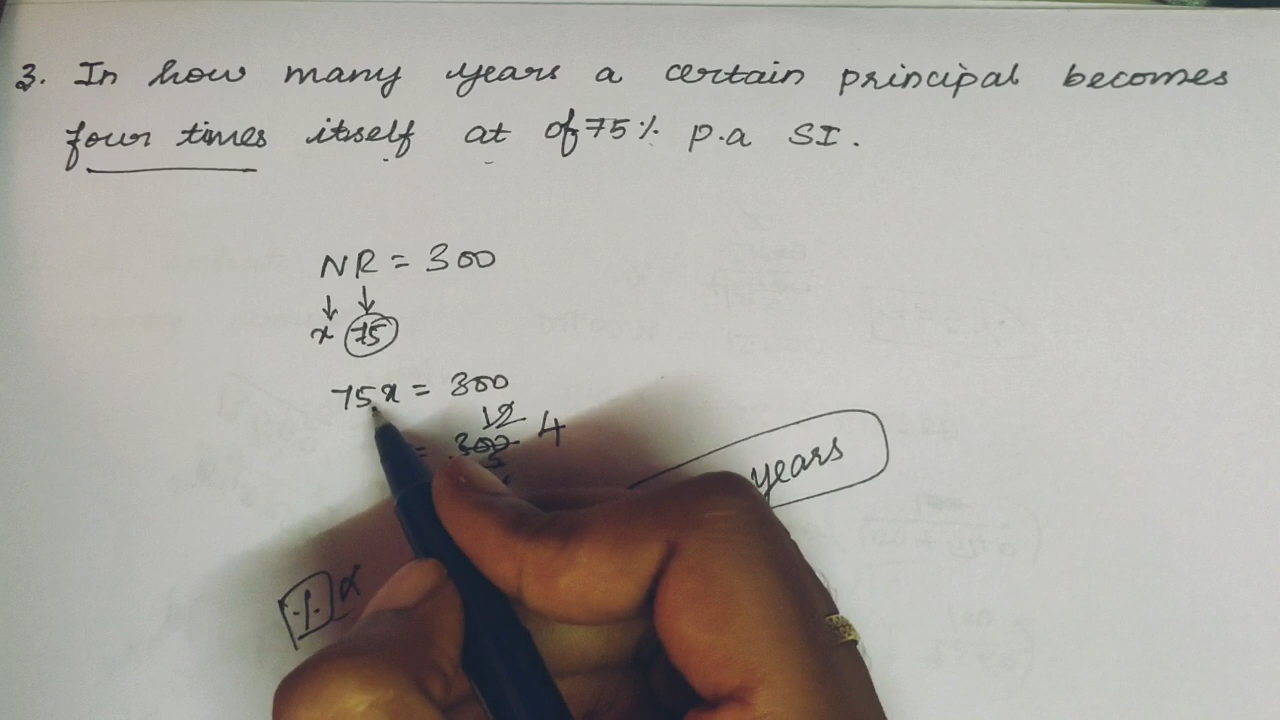 3. In how many years a certain principal becomes
four times itself at of 75% p.a SI.
NR = 300
x 75
75x = 300
12
= 300 4
5
years